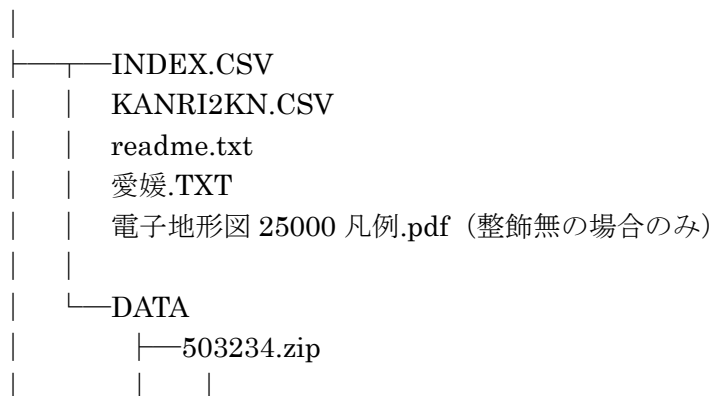 INDEX.CSV
KANRI2KN.CSV
readme.txt
愛媛.TXT
電子地形図 25000 凡例.pdf（整飾無の場合のみ）
DATA
503234.zip